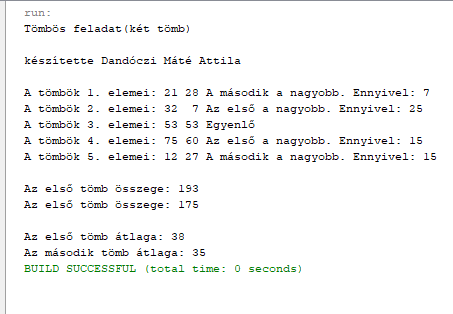 run:
Tömbös feladat(két tömb)
készítette Dandóczi Máté Attila
A tömbök 1. elemei: 21 28 A második a nagyobb. Ennyivel: 7
A tömbök 2. elemei: 32  7 Az első a nagyobb. Ennyivel: 25
A tömbök 3. elemei: 53 53 Egyenlő
A tömbök 4. elemei: 75 60 Az első a nagyobb. Ennyivel: 15
A tömbök 5. elemei: 12 27 A második a nagyobb. Ennyivel: 15
Az első tömb összege: 193
Az első tömb összege: 175
Az első tömb átlaga: 38
Az második tömb átlaga: 35
BUILD SUCCESSFUL (total time: 0 seconds)